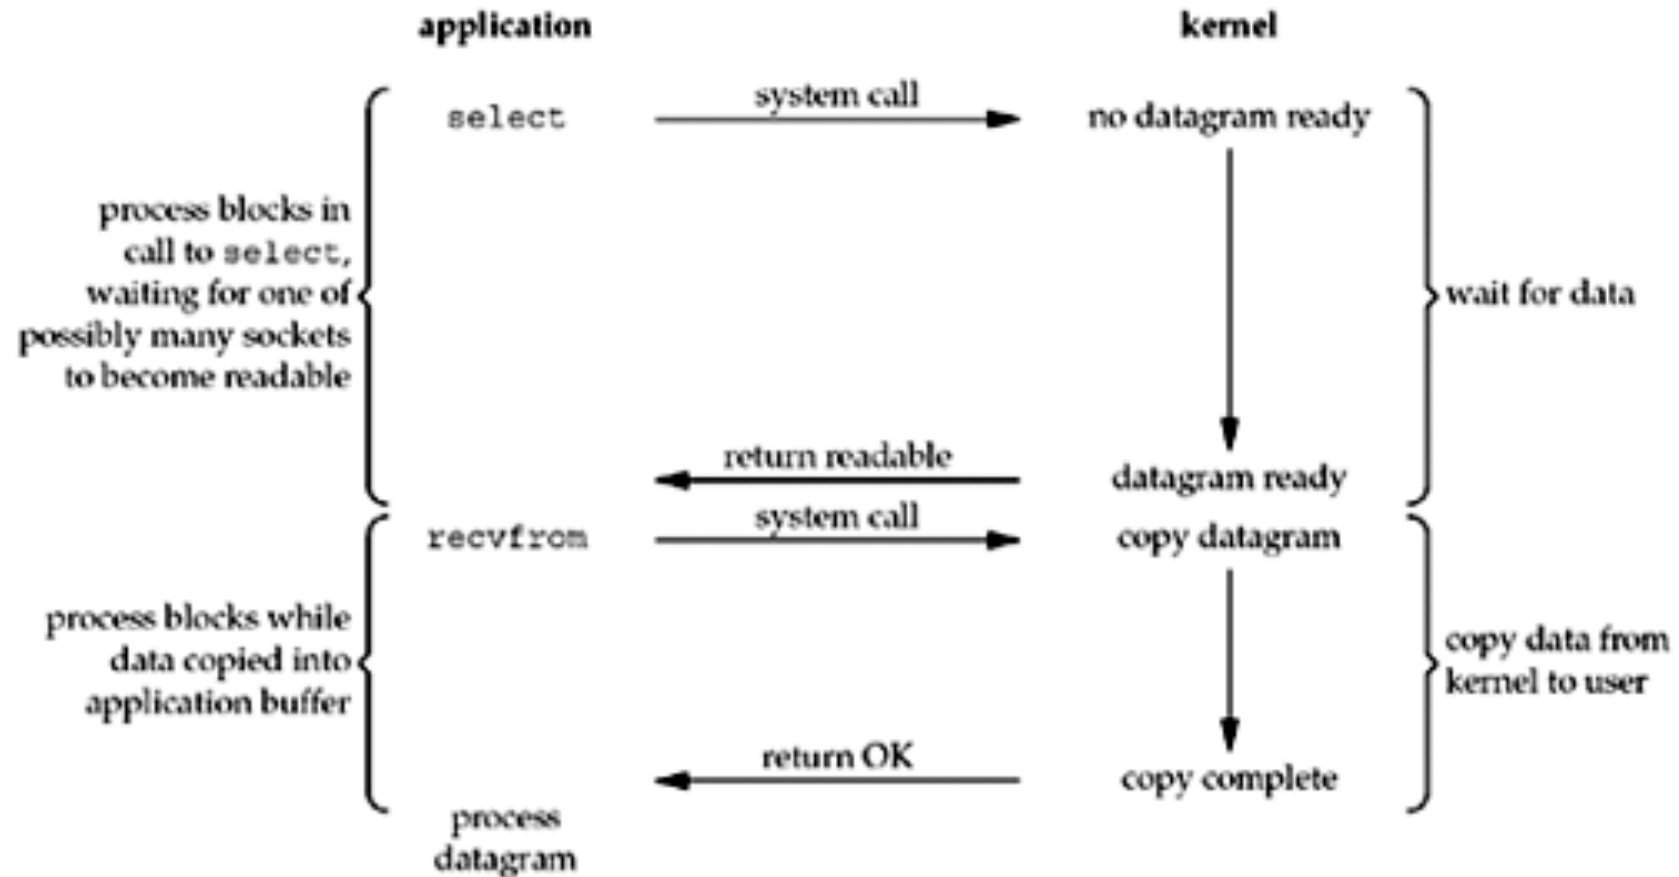 application
kernel
select
system call
no datagram ready
process blocks in
call to select,
waiting for one of
possibly many sockets
to become readable
wait for data
return readable
datagram ready
recvfrom
system call
copy datagram
process blocks while
data copied into
application buffer
copy data from
kernel to user
return OK
copy complete
process
datagram